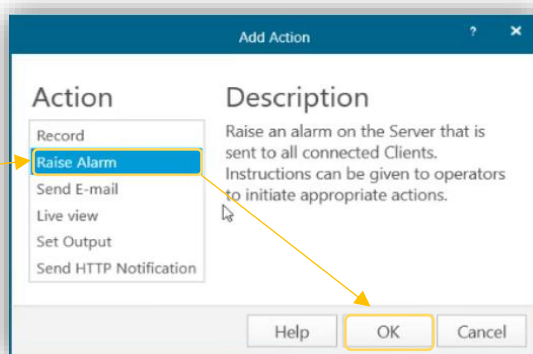 Add Action
? ×
Action
Record
Raise Alarm
Send E-mail
Live view
Set Output
Send HTTP Notification
Description
Raise an alarm on the Server that is
sent to all connected Clients.
Instructions can be given to operators
to initiate appropriate actions.
Help
OK
Cancel